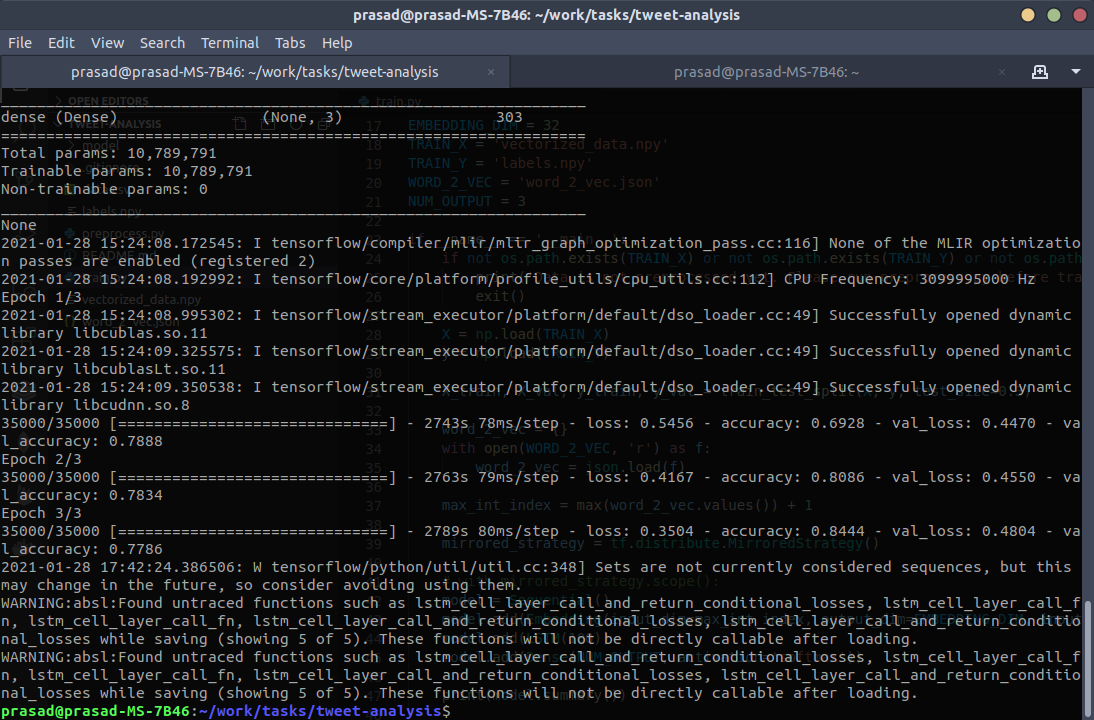 prasad@prasad-MS-7B46: ~/work/tasks/tweet-analysis
File Edit View Search Terminal Tabs Help
prasad@prasad-MS-7B46: ~/work/tasks/tweet-analysis × prasad@prasad-MS-7B46: ~ ×
_________________________________________________________________
dense (Dense)                (None, 3)                 303
=================================================================
Total params: 10,789,791
Trainable params: 10,789,791
Non-trainable params: 0
_________________________________________________________________
None
2021-01-28 15:24:08.172545: I tensorflow/compiler/mlir/mlir_graph_optimization_pass.cc:116] None of the MLIR optimizatio
n passes are enabled (registered 2)
2021-01-28 15:24:08.192992: I tensorflow/core/platform/profile_utils/cpu_utils.cc:112] CPU Frequency: 3099995000 Hz
Epoch 1/3
2021-01-28 15:24:08.995302: I tensorflow/stream_executor/platform/default/dso_loader.cc:49] Successfully opened dynamic
library libcublas.so.11
2021-01-28 15:24:09.325575: I tensorflow/stream_executor/platform/default/dso_loader.cc:49] Successfully opened dynamic
library libcublasLt.so.11
2021-01-28 15:24:09.350538: I tensorflow/stream_executor/platform/default/dso_loader.cc:49] Successfully opened dynamic
library libcudnn.so.8
35000/35000 [==============================] - 2743s 78ms/step - loss: 0.5456 - accuracy: 0.6928 - val_loss: 0.4470 - va
l_accuracy: 0.7888
Epoch 2/3
35000/35000 [==============================] - 2763s 79ms/step - loss: 0.4167 - accuracy: 0.8086 - val_loss: 0.4550 - va
l_accuracy: 0.7834
Epoch 3/3
35000/35000 [==============================] - 2789s 80ms/step - loss: 0.3504 - accuracy: 0.8444 - val_loss: 0.4804 - va
l_accuracy: 0.7786
2021-01-28 17:42:24.386506: W tensorflow/python/util/util.cc:348] Sets are not currently considered sequences, but this
may change in the future, so consider avoiding using them.
WARNING:absl:Found untraced functions such as lstm_cell_layer_call_and_return_conditional_losses, lstm_cell_layer_call_f
n, lstm_cell_layer_call_fn, lstm_cell_layer_call_and_return_conditional_losses, lstm_cell_layer_call_and_return_conditio
nal_losses while saving (showing 5 of 5). These functions will not be directly callable after loading.
WARNING:absl:Found untraced functions such as lstm_cell_layer_call_and_return_conditional_losses, lstm_cell_layer_call_f
n, lstm_cell_layer_call_fn, lstm_cell_layer_call_and_return_conditional_losses, lstm_cell_layer_call_and_return_conditio
nal_losses while saving (showing 5 of 5). These functions will not be directly callable after loading.
prasad@prasad-MS-7B46:~/work/tasks/tweet-analysis$